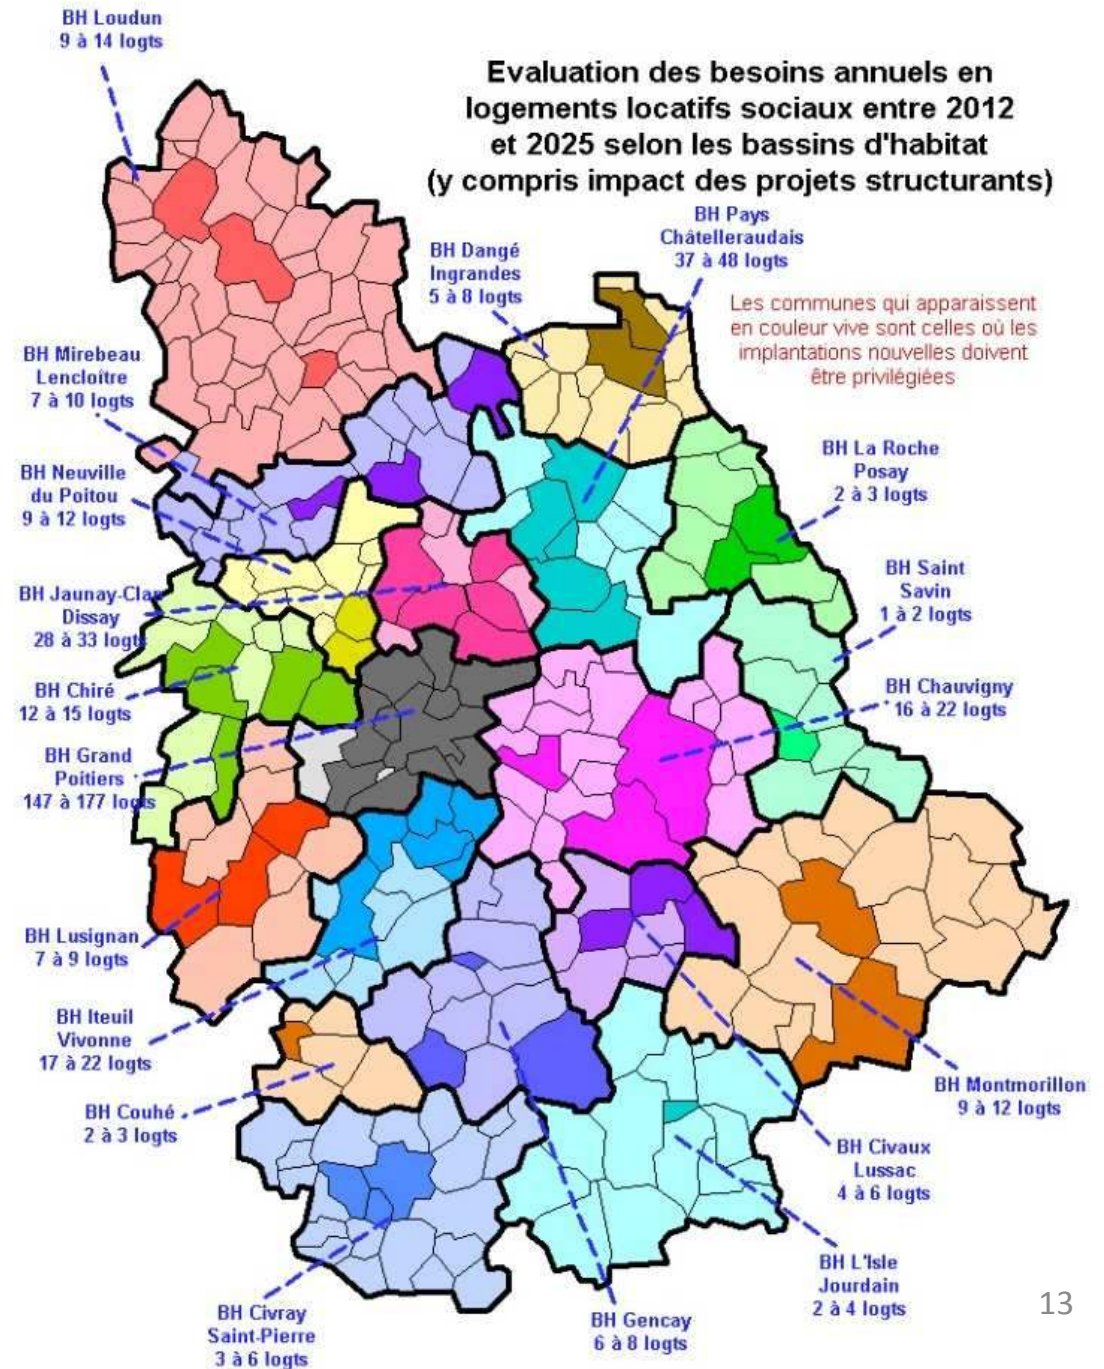 BH Loudun
9 à 14 logts
Evaluation des besoins annuels en
logements locatifs sociaux entre 2012
et 2025 selon les bassins d'habitat
(y compris impact des projets structurants)
BH Pays
Châtelleraudais
37 à 48 logts
BH Dangé
Ingrandes
5 à 8 logts
Les communes qui apparaissent
en couleur vive sont celles où les
implantations nouvelles doivent
être privilégiées
BH Mirebeau
Lencloître
7 à 10 logts
BH La Roche
Posay
2 à 3 logts
BH Neuville
du Poitou
9 à 12 logts
BH Saint
Savin
1 à 2 logts
BH Jaunay-Clan
Dissay
28 à 33 logts
BH Chiré
12 à 15 logts
BH Chauvigny
16 à 22 logts
BH Grand
Poitiers
147 à 177 logts
BH Lusignan
7 à 9 logts
BH Iteuil
Vivonne
17 à 22 logts
BH Montmorillon
9 à 12 logts
BH Couhé
2 à 3 logts
BH Civaux
Lussac
4 à 6 logts
BH L'Isle
Jourdain
2 à 4 logts
BH Civray
Saint-Pierre
3 à 6 logts
BH Gencay
6 à 8 logts
13